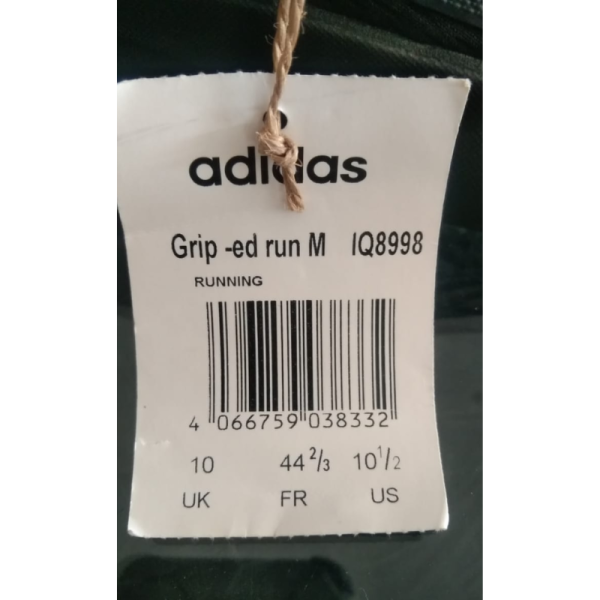 adidas
Grip -ed run M IQ8998
RUNNING
4 066759 038332
10 44 2/3 10 1/2
UK FR US